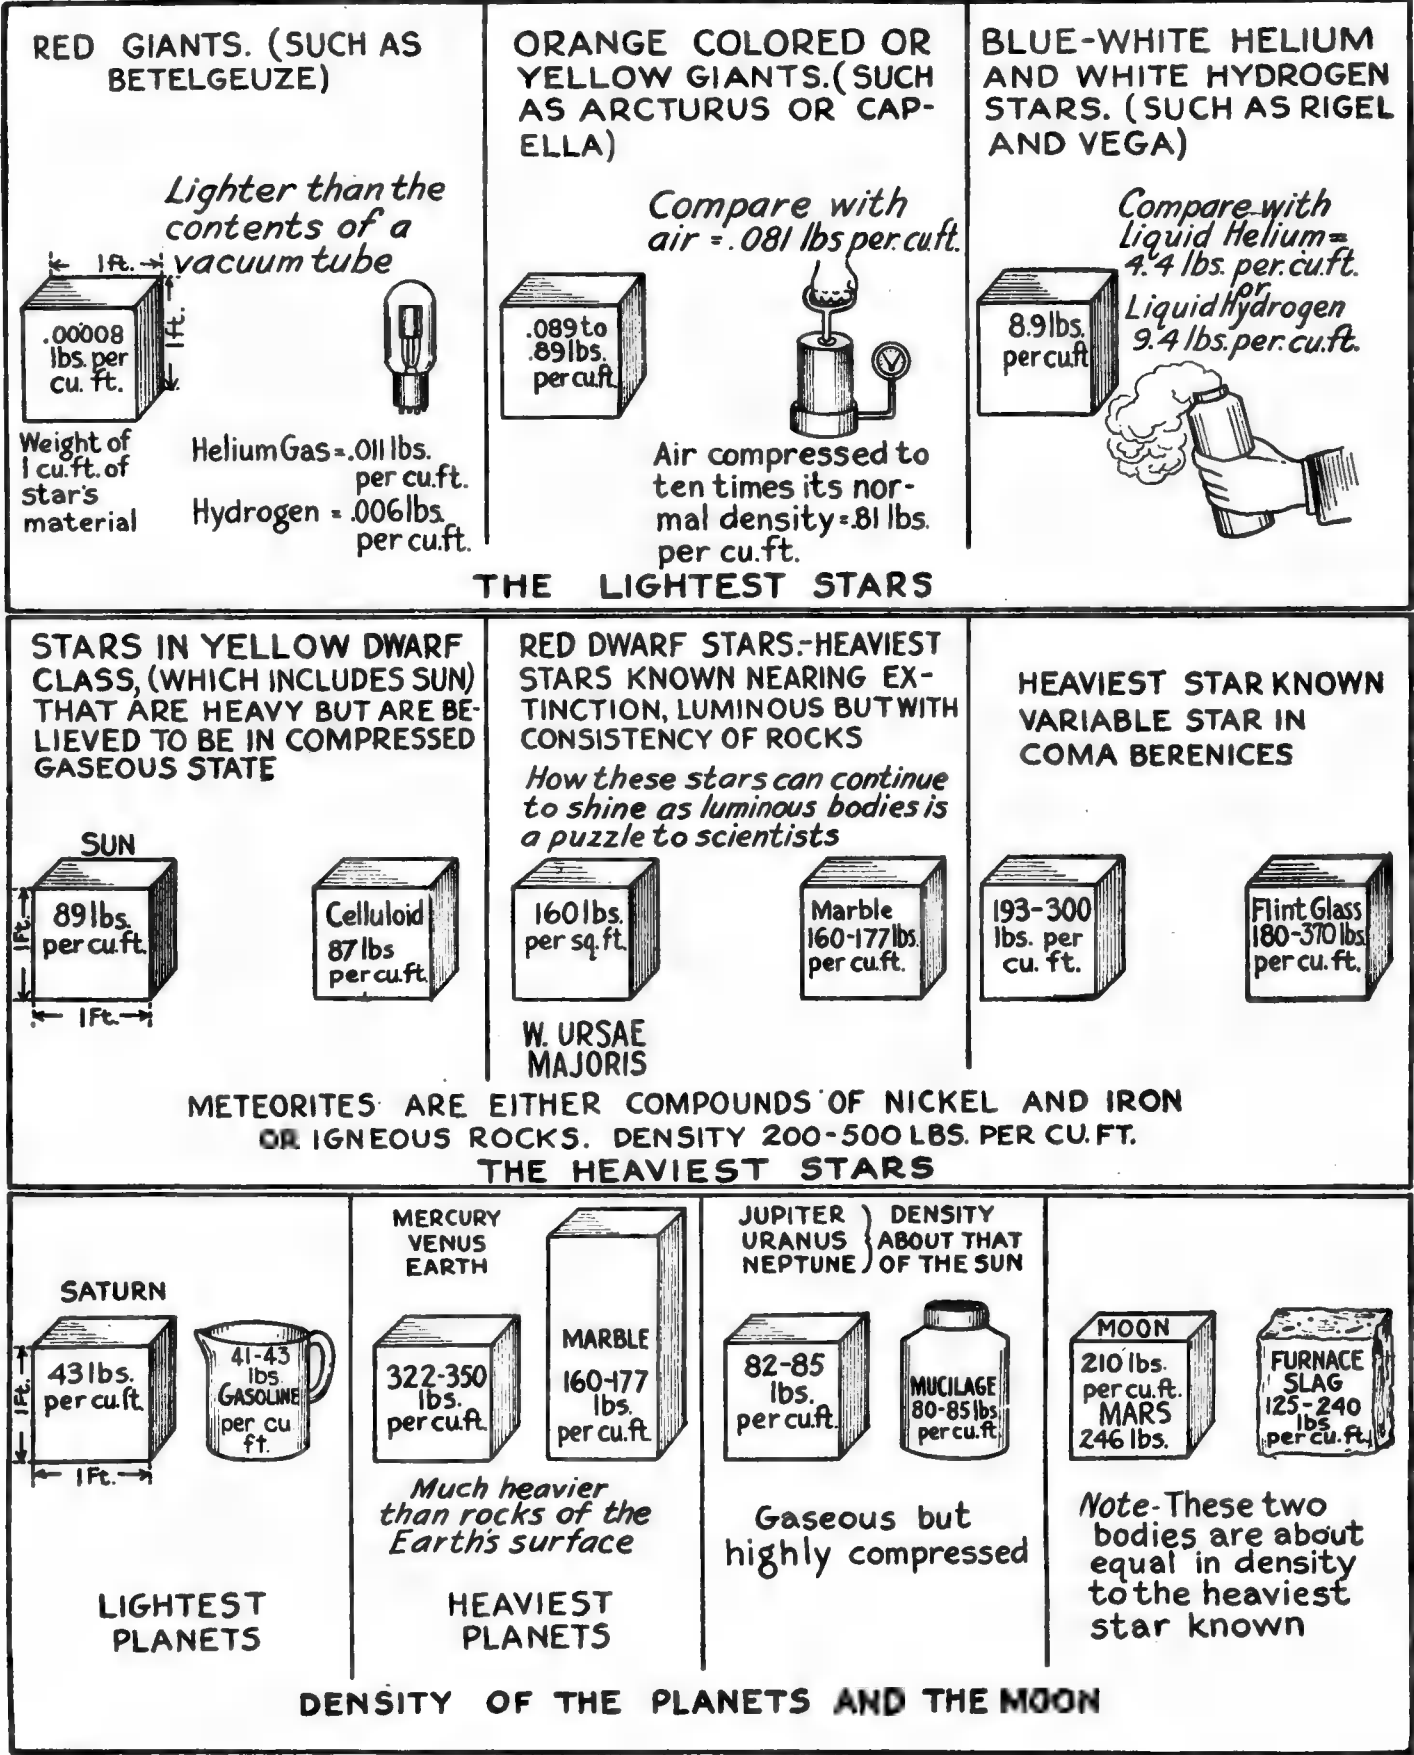 RED GIANTS. (SUCH AS
BETELGEUZE)
Lighter than the
contents of a
vacuum tube
1ft.
1ft.
.00008
lbs. per
cu. ft.
Weight of
1 cu.ft. of
star's
material
Helium Gas=.011 lbs.
per cu.ft.
Hydrogen = .006 lbs.
per cu.ft.
ORANGE COLORED OR
YELLOW GIANTS.(SUCH
AS ARCTURUS OR CAP-
ELLA)
Compare with
air = .081 lbs per.cu.ft.
.089 to
.89 lbs.
per cu.ft
V
Air compressed to
ten times its nor-
mal density=.81 lbs.
per cu.ft.
BLUE-WHITE HELIUM
AND WHITE HYDROGEN
STARS. (SUCH AS RIGEL
AND VEGA)
Compare with
Liquid Helium=
4.4 lbs. per.cu.ft.
or
Liquid Hydrogen
9.4 lbs.per.cu.ft.
8.9 lbs.
per cu.ft
THE LIGHTEST STARS
STARS IN YELLOW DWARF
CLASS, (WHICH INCLUDES SUN)
THAT ARE HEAVY BUT ARE BE-
LIEVED TO BE IN COMPRESSED
GASEOUS STATE
SUN
89 lbs.
per cu.ft.
1Ft.
1Ft.
Celluloid
87 lbs
per cu.ft.
RED DWARF STARS.-HEAVIEST
STARS KNOWN NEARING EX-
TINCTION, LUMINOUS BUT WITH
CONSISTENCY OF ROCKS
How these stars can continue
to shine as luminous bodies is
a puzzle to scientists
160 lbs.
per sq.ft.
W. URSAE
MAJORIS
Marble
160-177 lbs.
per cu.ft.
HEAVIEST STAR KNOWN
VARIABLE STAR IN
COMA BERENICES
193-300
lbs. per
cu. ft.
Flint Glass
180-370 lbs.
per cu. ft.
METEORITES ARE EITHER COMPOUNDS OF NICKEL AND IRON
OR IGNEOUS ROCKS. DENSITY 200-500 LBS. PER CU. FT.
THE HEAVIEST STARS
SATURN
43 lbs.
per cu.ft.
1Ft.
1Ft.
41-43
lbs.
GASOLINE
per cu
ft.
LIGHTEST
PLANETS
MERCURY
VENUS
EARTH
322-350
lbs.
per cu.ft.
MARBLE
160-177
lbs.
per cu.ft.
Much heavier
than rocks of the
Earth's surface
HEAVIEST
PLANETS
JUPITER
URANUS
NEPTUNE
DENSITY
ABOUT THAT
OF THE SUN
82-85
lbs.
per cu.ft.
MUCILAGE
80-85 lbs
per cu.ft.
Gaseous but
highly compressed
MOON
210 lbs.
per cu.ft.
MARS
246 lbs.
FURNACE
SLAG
125-240
lbs
per cu.ft.
Note-These two
bodies are about
equal in density
to the heaviest
star known
DENSITY OF THE PLANETS AND THE MOON